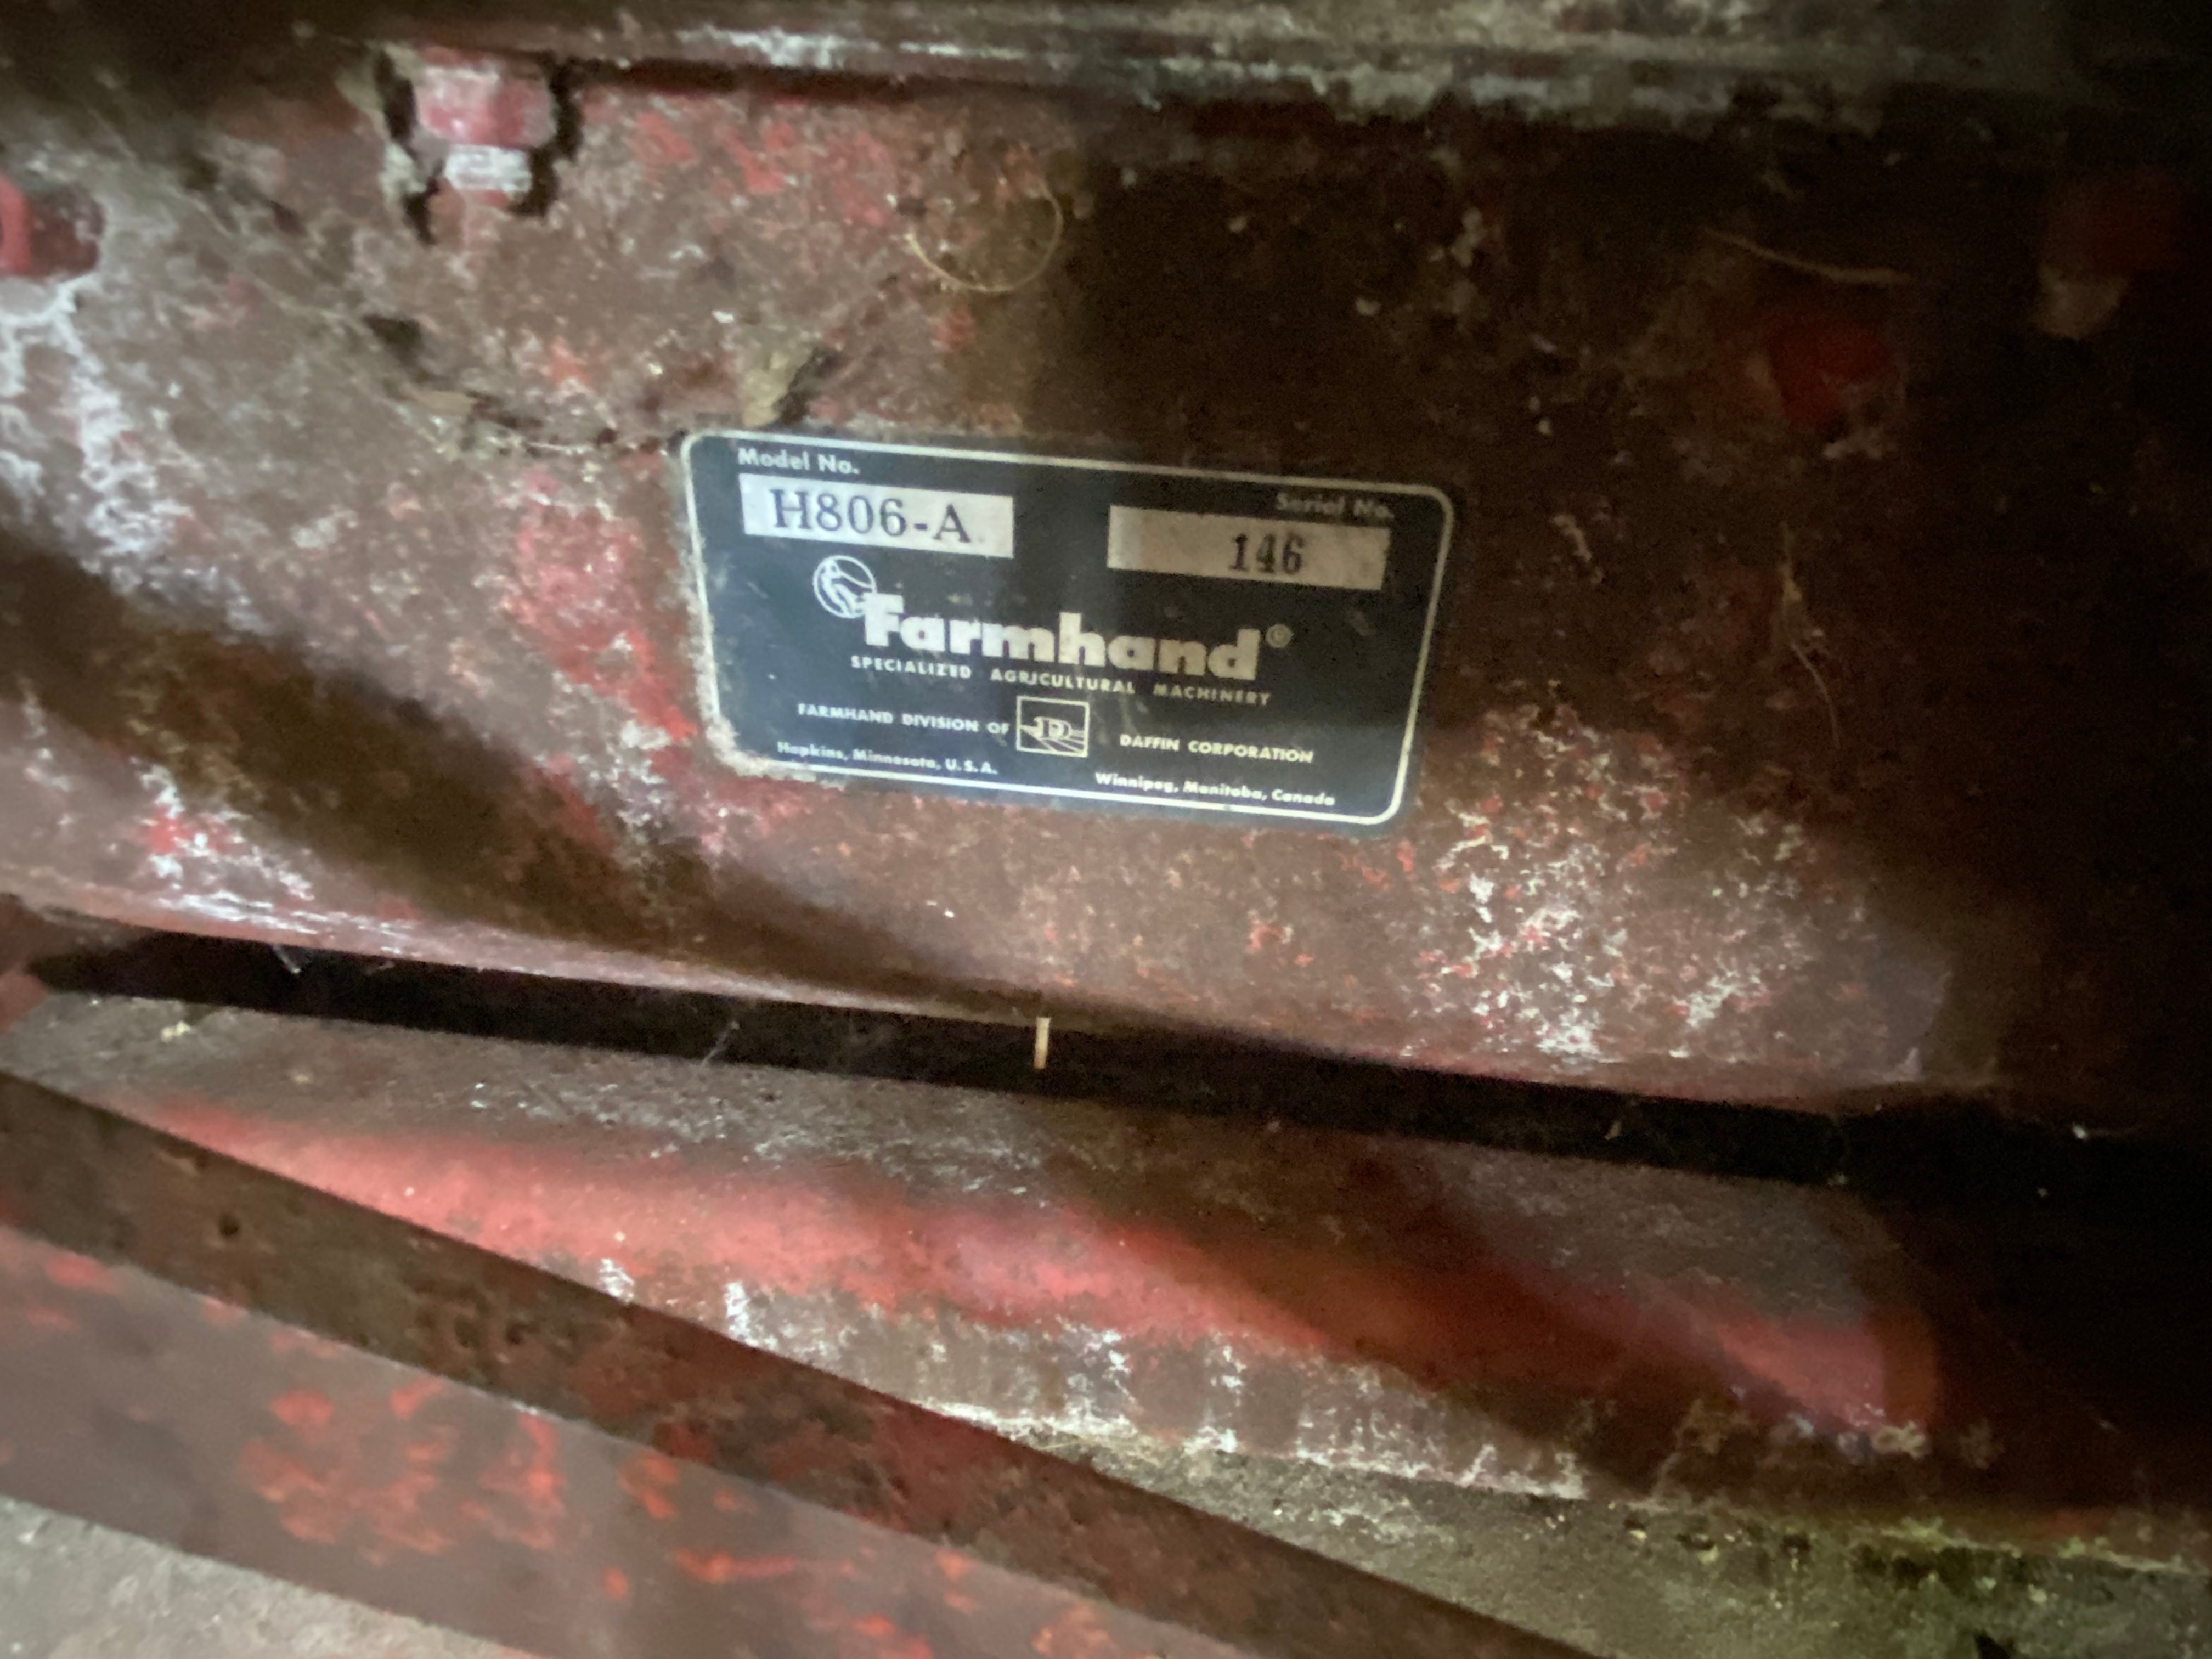 Model No.
Serial No.
H806-A
146
Farmhand®
SPECIALIZED AGRICULTURAL MACHINERY
FARMHAND DIVISION OF D DAFFIN CORPORATION
Hopkins, Minnesota, U.S.A.
Winnipeg, Manitoba, Canada